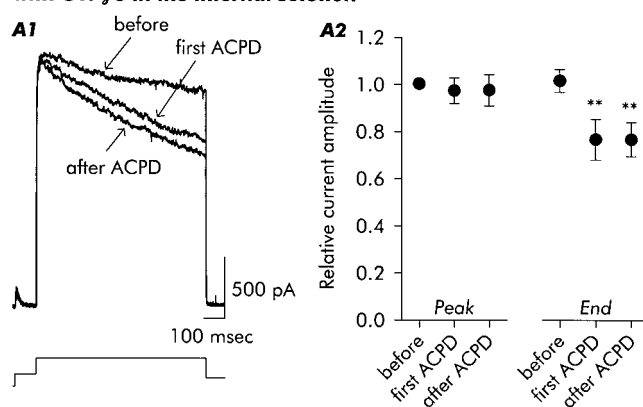 A1
before
first ACPD
after ACPD
500 pA
100 msec
A2
Relative current amplitude
1.2
1.0
0.8
0.6
0.4
0.2
0.0
** **
Peak
End
before
first ACPD
after ACPD
before
first ACPD
after ACPD